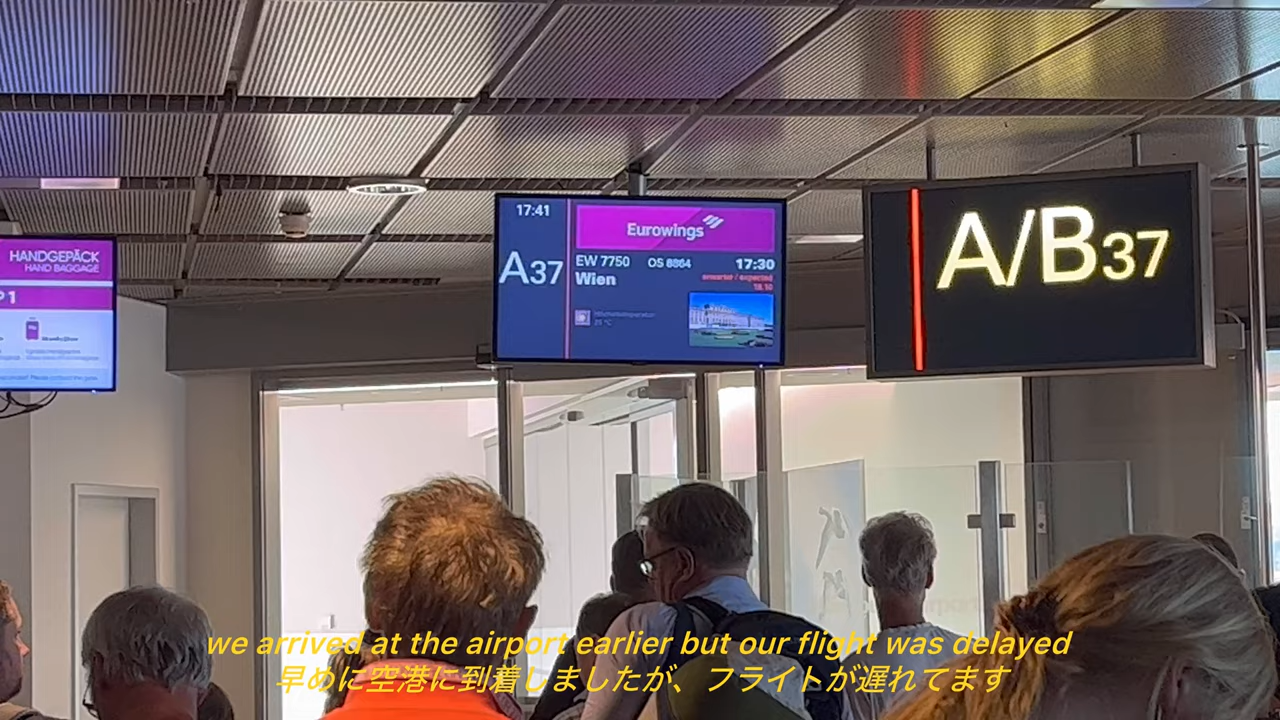 HANDGEPÄCK
HAND BAGGAGE
17:41
Eurowings
A37
EW 7750 OS 8864 17:30
Wien
erwartet / expected
18:10
A/B37
we arrived at the airport earlier but our flight was delayed
早めに空港に到着しましたが、フライトが遅れてます